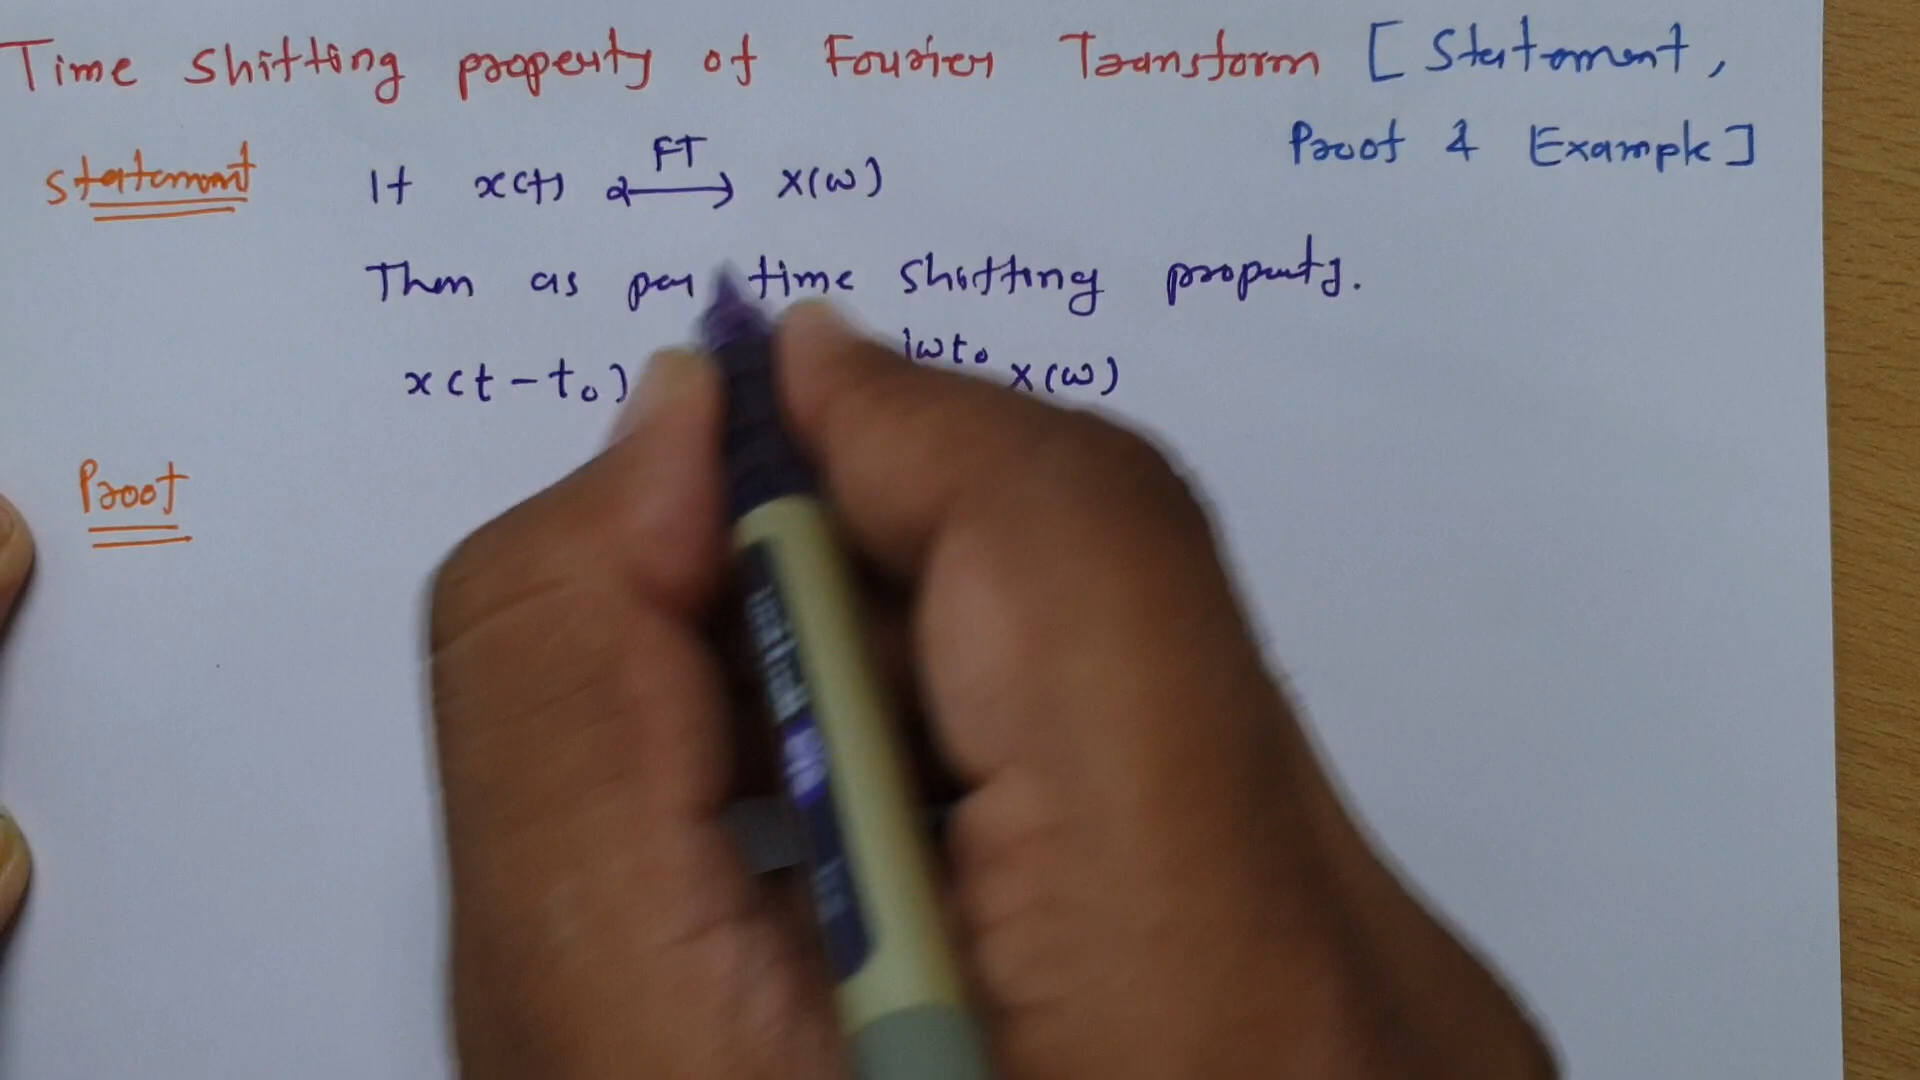 Time Shifting property of Fourier Transform [Statement,
Proof & Example]
Statement If x(t) ⟷ X(ω)
FT
Then as per time shifting property.
x(t-t₀) jωt₀ X(ω)
Proof